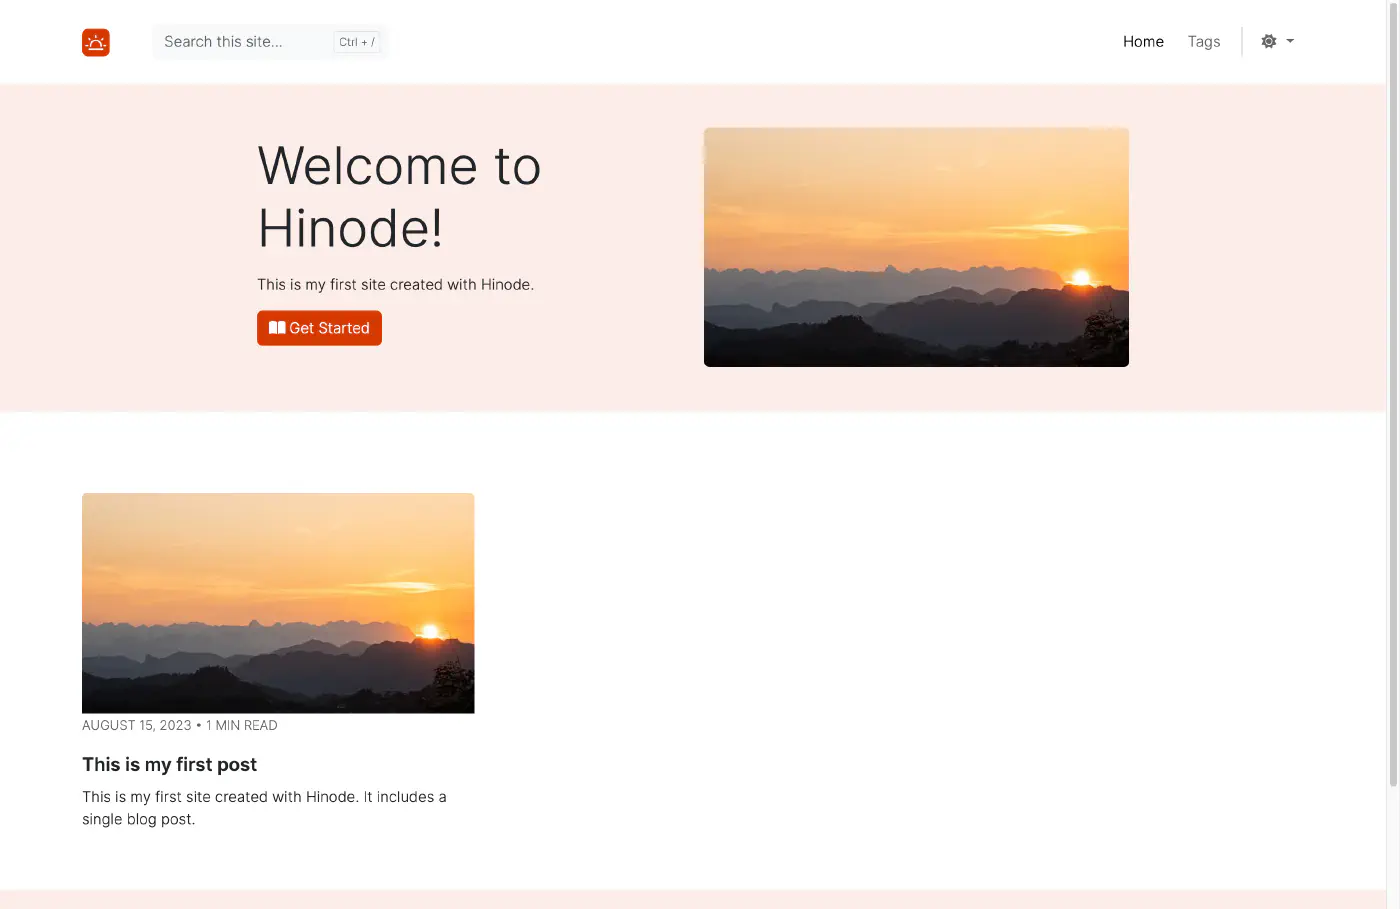 Search this site... Ctrl + /
Home Tags
Welcome to
Hinode!
This is my first site created with Hinode.
Get Started
AUGUST 15, 2023 • 1 MIN READ
This is my first post
This is my first site created with Hinode. It includes a
single blog post.